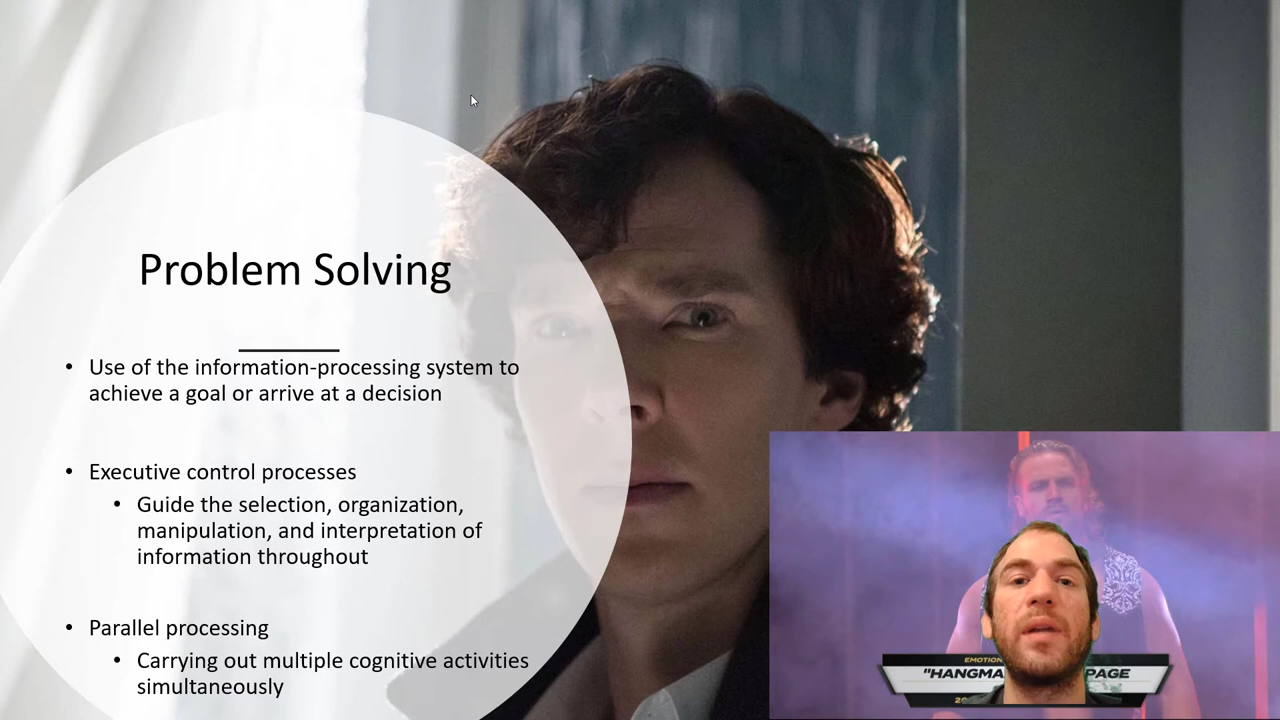 Problem Solving
• Use of the information-processing system to
achieve a goal or arrive at a decision
• Executive control processes
• Guide the selection, organization,
manipulation, and interpretation of
information throughout
• Parallel processing
• Carrying out multiple cognitive activities
simultaneously
"HANGMA PAGE